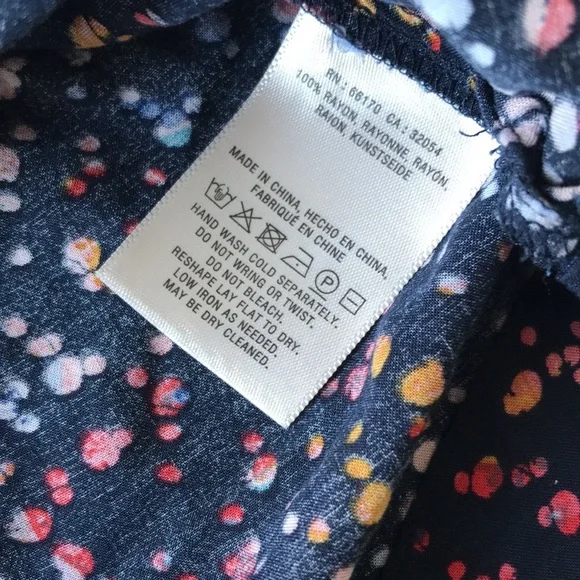 RN: 66170 CA: 32054
100% RAYON, RAYONNE, RAYÓN,
RAION, KUNSTSEIDE
MADE IN CHINA, HECHO EN CHINA,
FABRIQUÉ EN CHINE
P
HAND WASH COLD SEPARATELY.
DO NOT WRING OR TWIST.
DO NOT BLEACH.
RESHAPE LAY FLAT TO DRY.
LOW IRON AS NEEDED.
MAY BE DRY CLEANED.